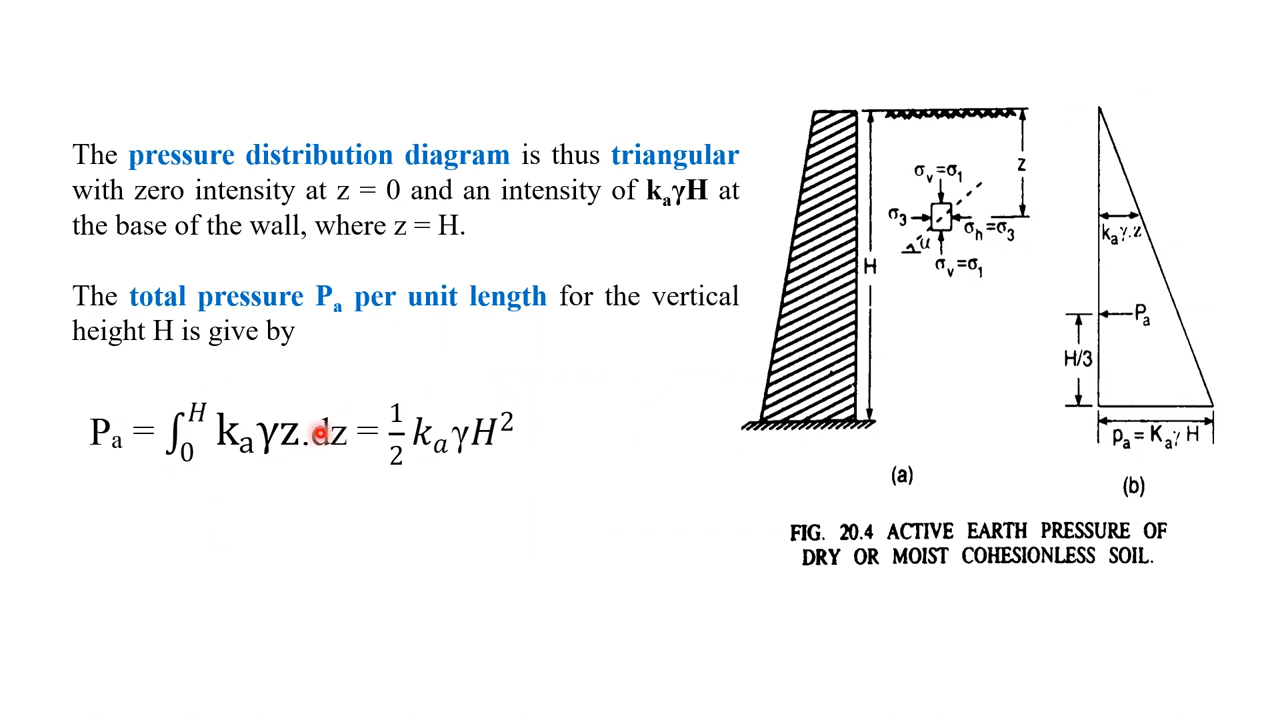 The pressure distribution diagram is thus triangular
with zero intensity at z = 0 and an intensity of kₐγH at
the base of the wall, where z = H.
The total pressure Pₐ per unit length for the vertical
height H is give by
Pₐ = ∫₀ᴴ kₐγz.dz = 1/2 kₐγH²
H
z
σᵥ=σ₁
σ₃
σₕ=σ₃
σᵥ=σ₁
(a)
kₐγ.z
Pₐ
H/3
pₐ = Kₐγ H
(b)
FIG. 20.4 ACTIVE EARTH PRESSURE OF
DRY OR MOIST COHESIONLESS SOIL.